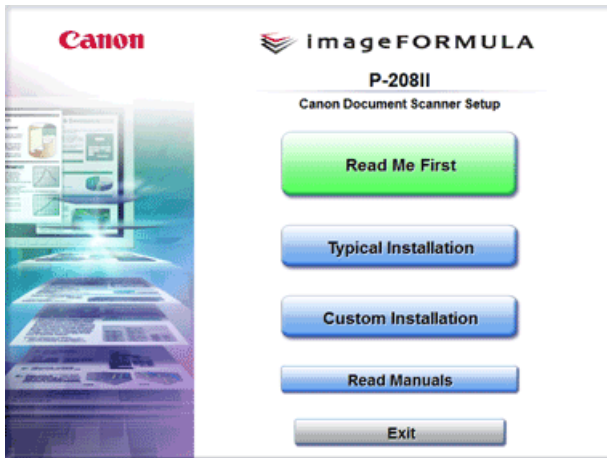 Canon
imageFORMULA
P-208II
Canon Document Scanner Setup
Read Me First
Typical Installation
Custom Installation
Read Manuals
Exit